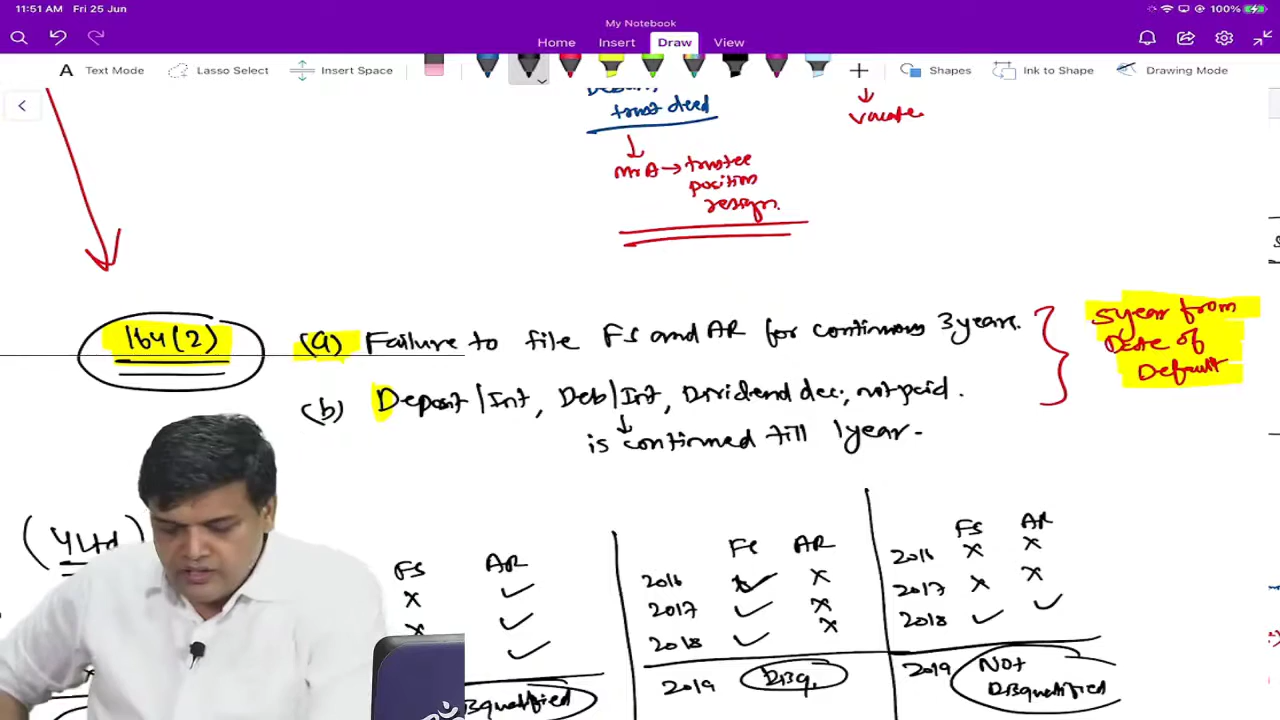 11:51 AM Fri 25 Jun
100%
My Notebook
Home Insert Draw View
Text Mode Lasso Select Insert Space Shapes Ink to Shape Drawing Mode
trust deed
vacate
Mr A → trustee
position
resign.
164(2)
(a) Failure to file FS and AR for continuous 3 years.
(b) Deposit/Int, Deb/Int, Dividend dec, not paid.
is continued till 1 year.
5 year from
Date of
Default
(Y Ltd)
FS AR
x ✓
x ✓
✓
FS AR
2016 ✓ x
2017 ✓ x
2018 ✓ x
2019 Disq.
FS AR
2016 x x
2017 x x
2018 ✓ ✓
2019 Not
Disqualified